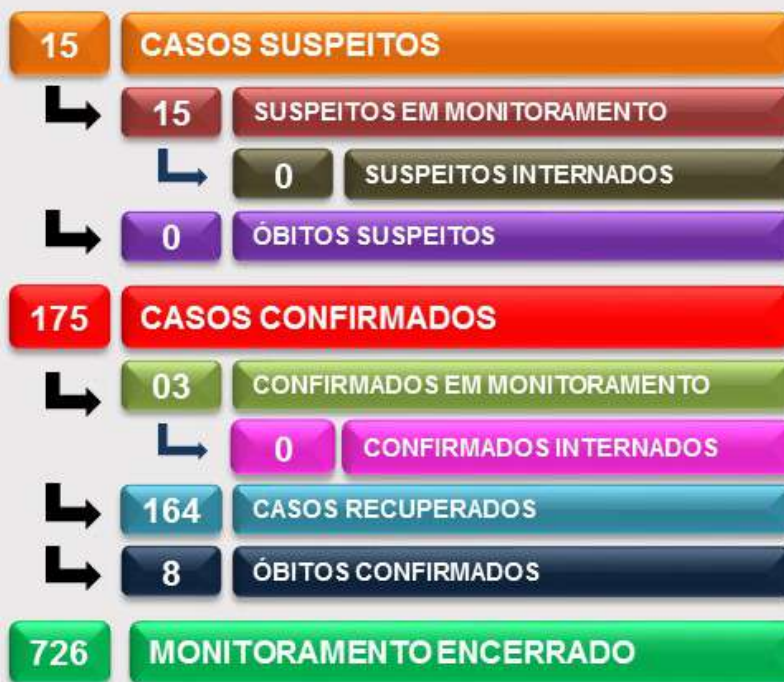 15 CASOS SUSPEITOS
15 SUSPEITOS EM MONITORAMENTO
0 SUSPEITOS INTERNADOS
0 ÓBITOS SUSPEITOS
175 CASOS CONFIRMADOS
03 CONFIRMADOS EM MONITORAMENTO
0 CONFIRMADOS INTERNADOS
164 CASOS RECUPERADOS
8 ÓBITOS CONFIRMADOS
726 MONITORAMENTO ENCERRADO